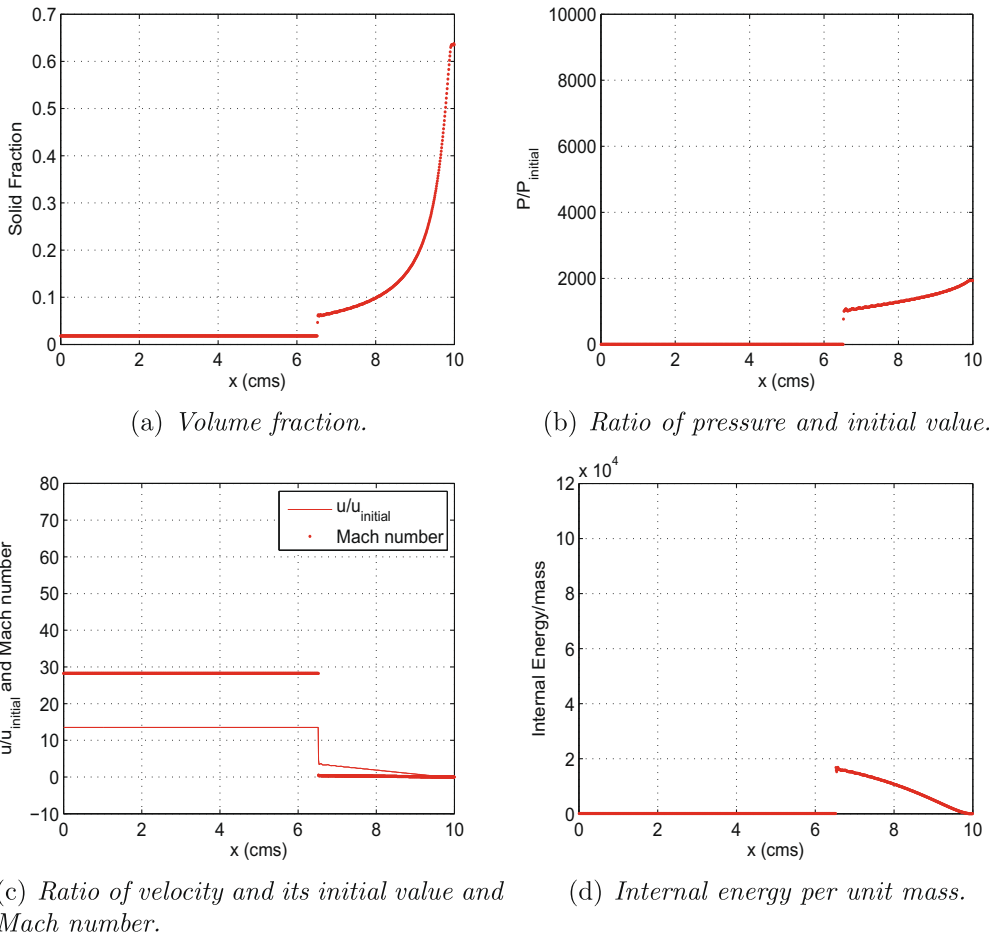 0.7
0.6
0.5
0.4
0.3
0.2
0.1
0
Solid Fraction
0 2 4 6 8 10
x (cms)
(a) Volume fraction.
10000
8000
6000
4000
2000
0
P/P_initial
0 2 4 6 8 10
x (cms)
(b) Ratio of pressure and initial value.
80
70
60
50
40
30
20
10
0
−10
u/u_initial and Mach number
u/u_initial
Mach number
0 2 4 6 8 10
x (cms)
(c) Ratio of velocity and its initial value and
Mach number.
x 10^4
12
10
8
6
4
2
0
Internal Energy/mass
0 2 4 6 8 10
x (cms)
(d) Internal energy per unit mass.